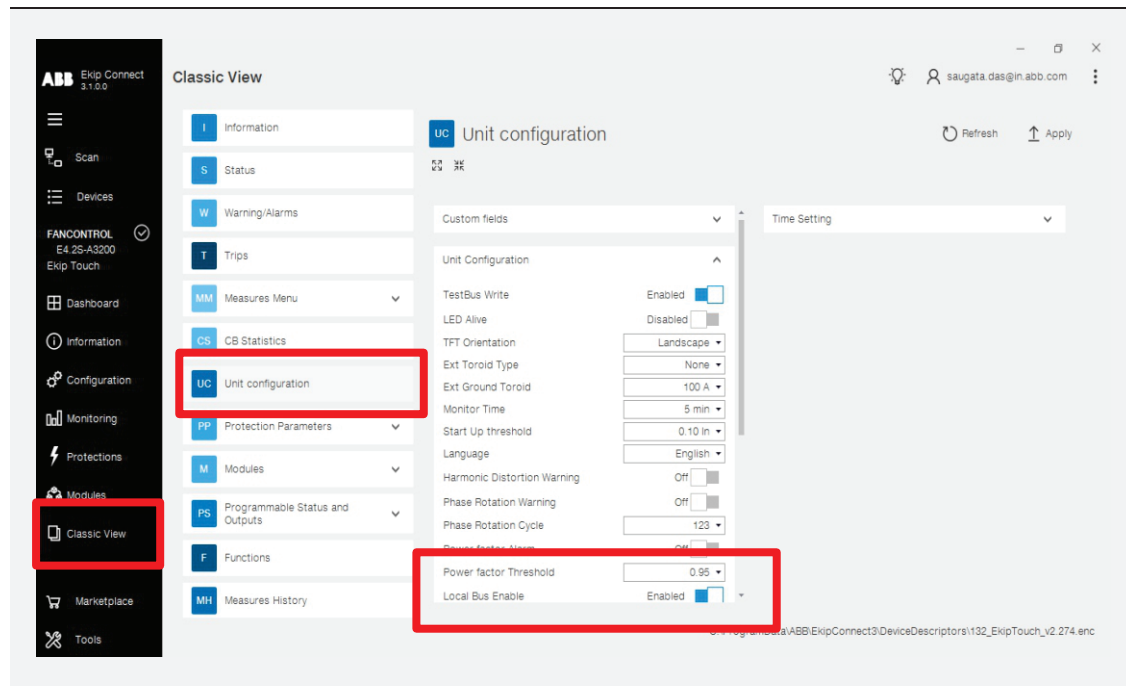 ABB Ekip Connect
3.1.0.0
Classic View
saugata.das@in.abb.com
Scan
Devices
FANCONTROL
E4.2S-A3200
Ekip Touch
Dashboard
Information
Configuration
Monitoring
Protections
Modules
Classic View
Marketplace
Tools
I Information
S Status
W Warning/Alarms
T Trips
MM Measures Menu
CS CB Statistics
UC Unit configuration
PP Protection Parameters
M Modules
PS Programmable Status and
Outputs
F Functions
MH Measures History
UC Unit configuration
Refresh Apply
Custom fields
Time Setting
Unit Configuration
TestBus Write Enabled
LED Alive Disabled
TFT Orientation Landscape
Ext Toroid Type None
Ext Ground Toroid 100 A
Monitor Time 5 min
Start Up threshold 0.10 In
Language English
Harmonic Distortion Warning Off
Phase Rotation Warning Off
Phase Rotation Cycle 123
Power factor Alarm Off
Power factor Threshold 0.95
Local Bus Enable Enabled
C:\ProgramData\ABB\EkipConnect3\DeviceDescriptors\132_EkipTouch_v2.274.enc